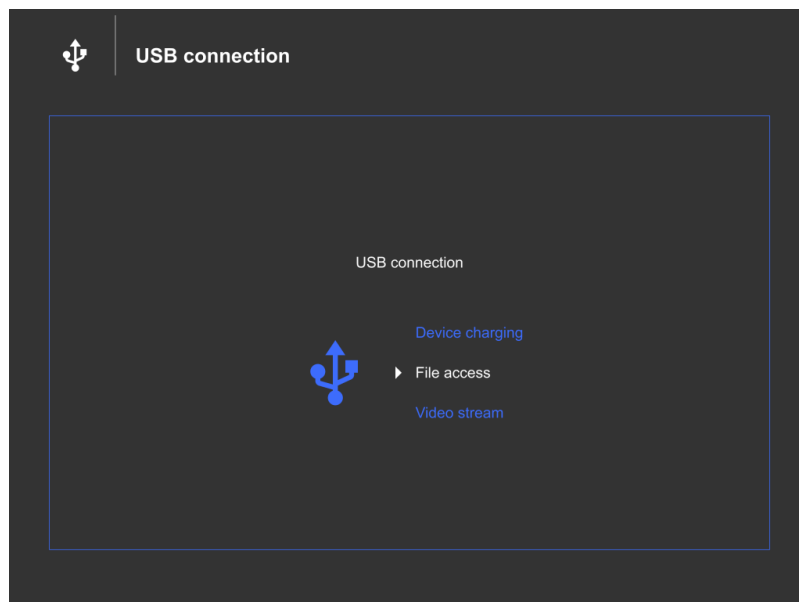 USB connection
USB connection
Device charging
File access
Video stream